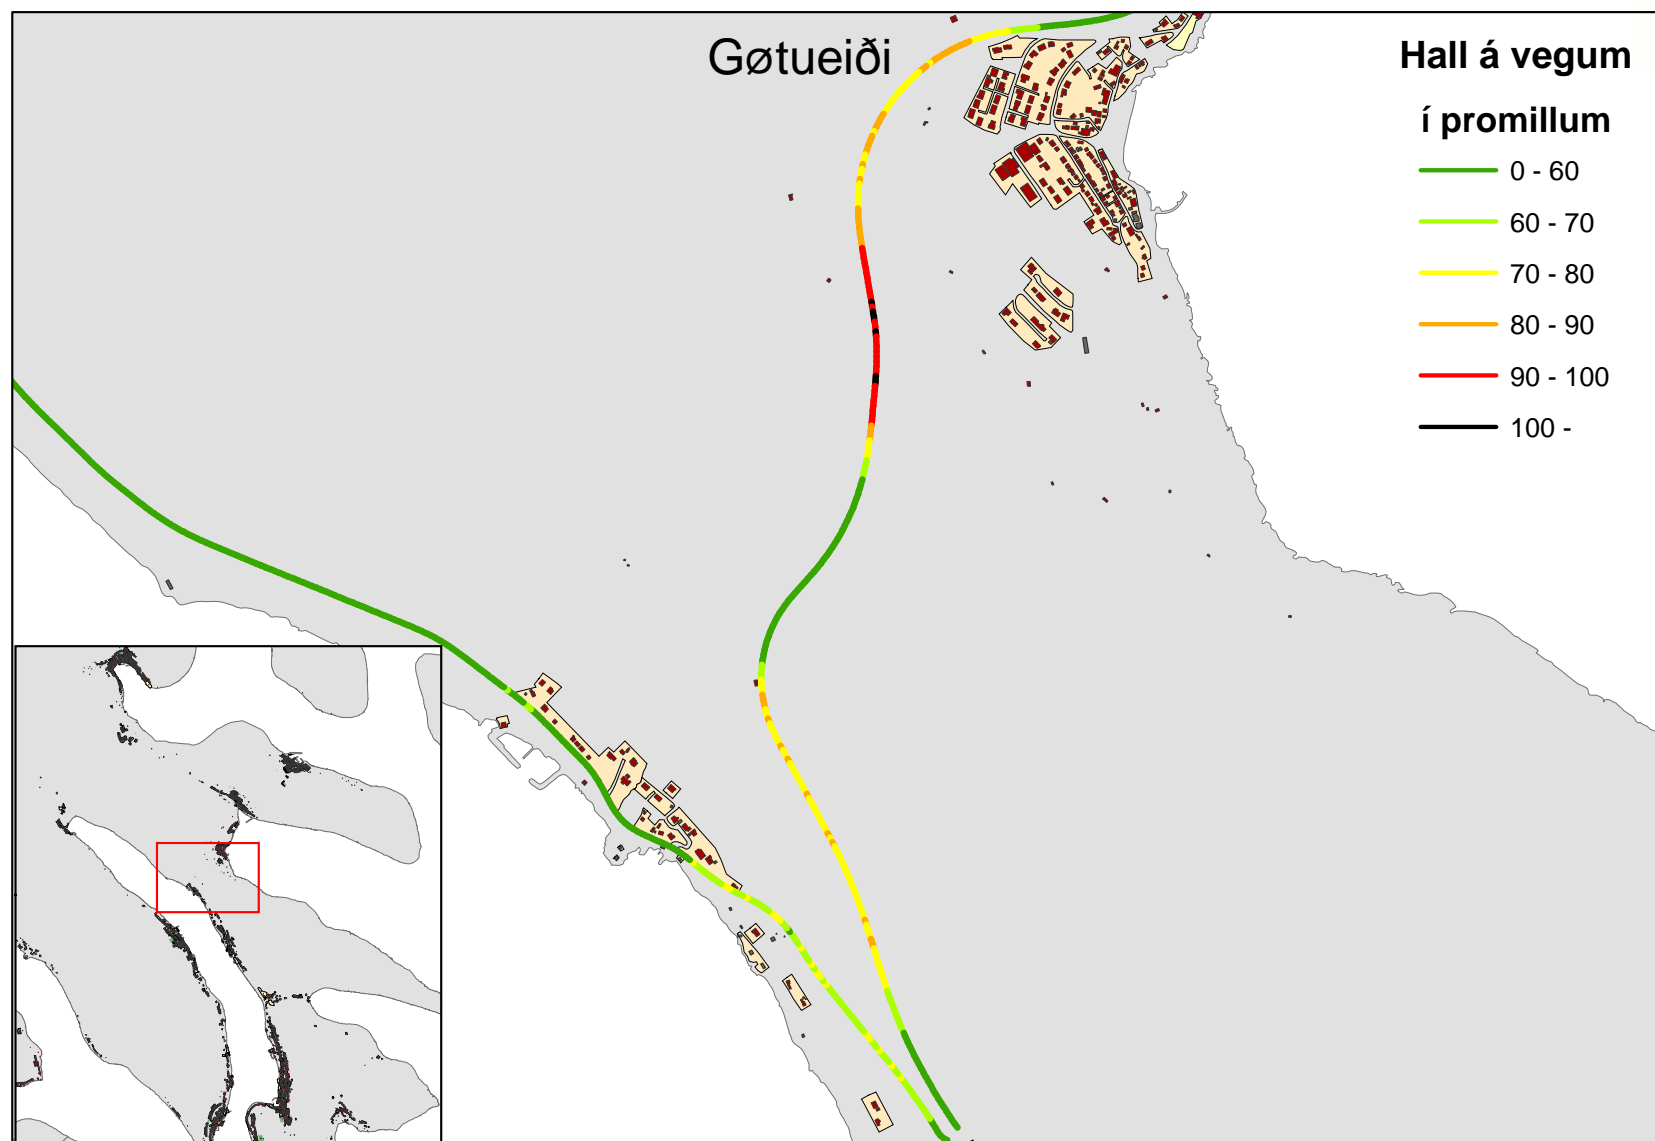 Gøtueiði
Hall á vegum
í promillum
0 - 60
60 - 70
70 - 80
80 - 90
90 - 100
100 -